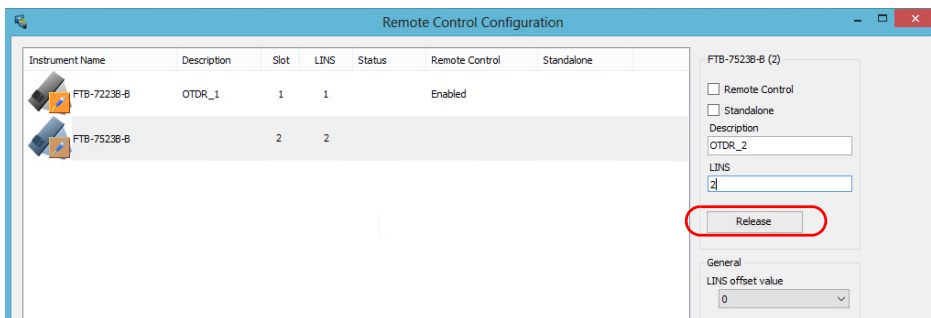 Remote Control Configuration
Instrument Name Description Slot LINS Status Remote Control Standalone
FTB-7223B-B OTDR_1 1 1 Enabled
FTB-7523B-B 2 2
FTB-7523B-B (2)
Remote Control
Standalone
Description
OTDR_2
LINS
2
Release
General
LINS offset value
0